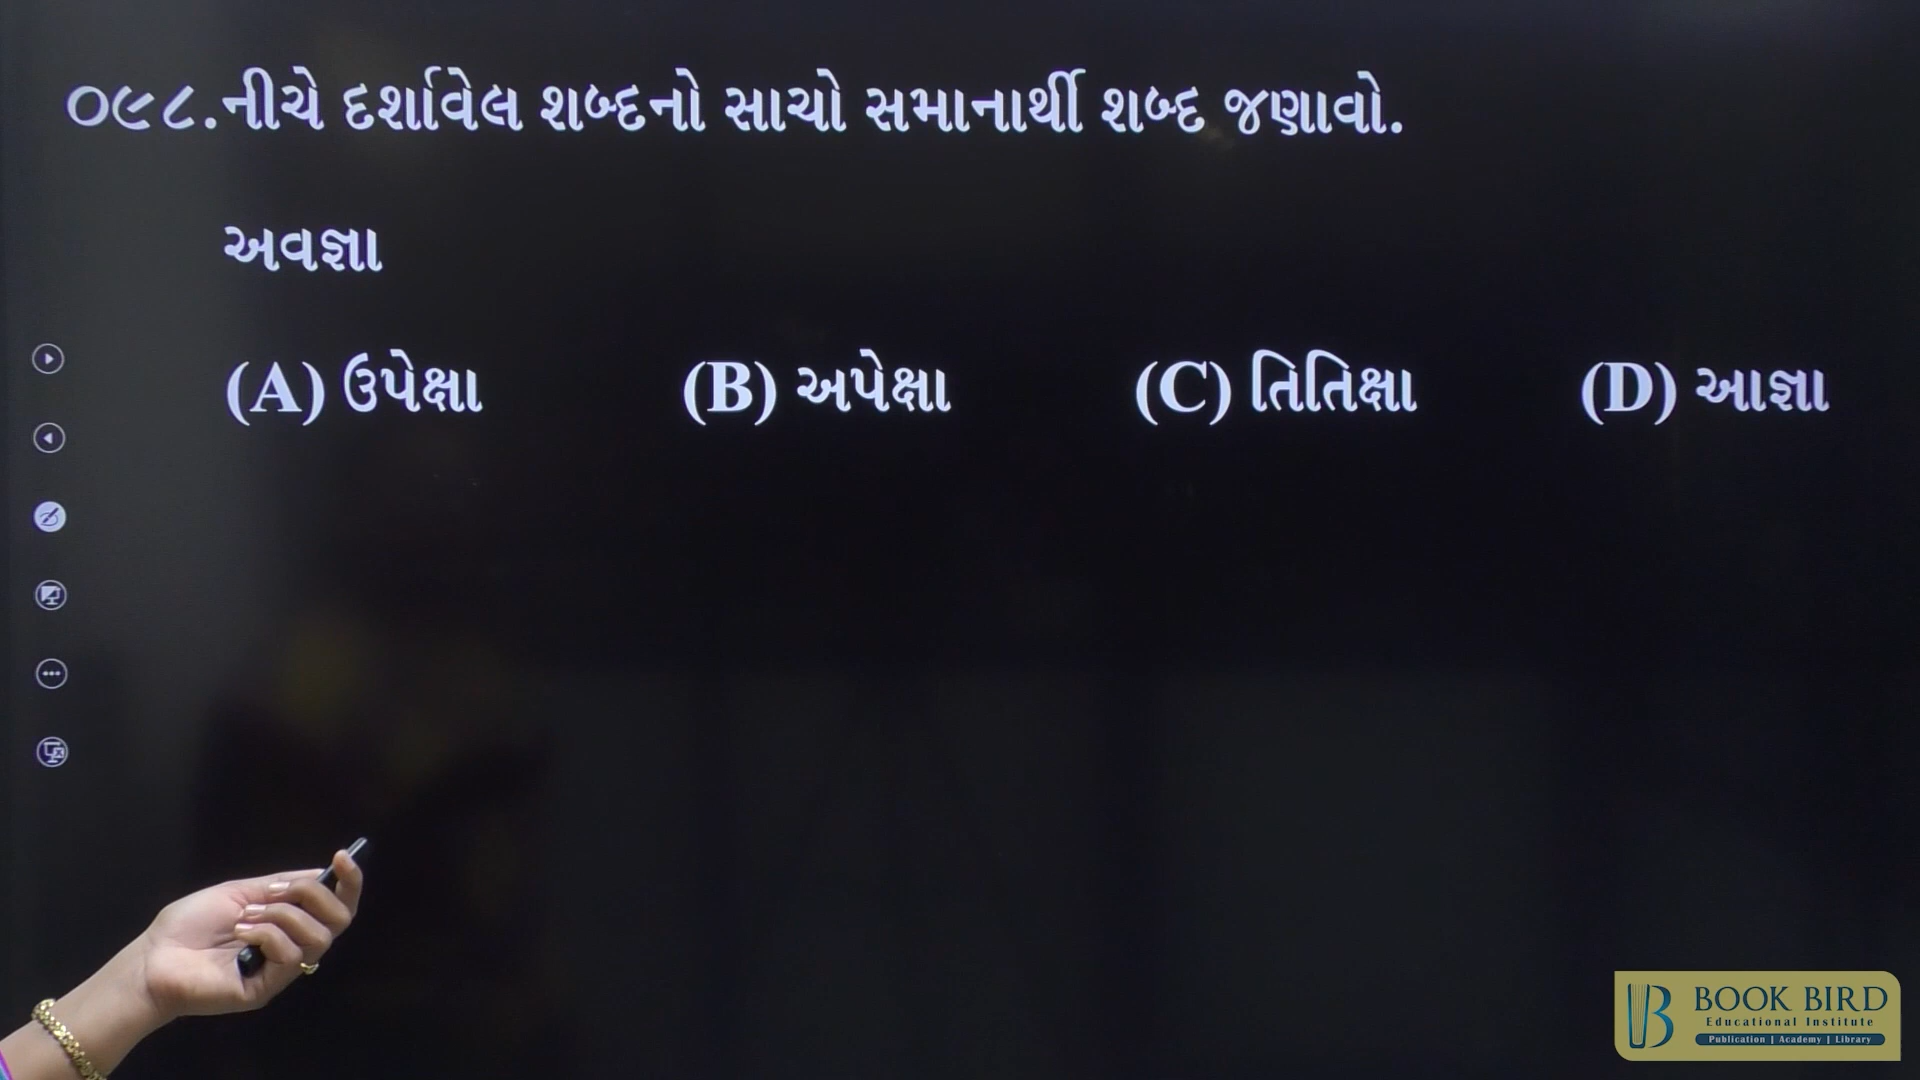 ૦૯૮.નીચે દર્શાવેલ શબ્દનો સાચો સમાનાર્થી શબ્દ જણાવો.
અવજ્ઞા
(A) ઉપેક્ષા (B) અપેક્ષા (C) તિતિક્ષા (D) આજ્ઞા
BOOK BIRD
Educational Institute
Publication | Academy | Library